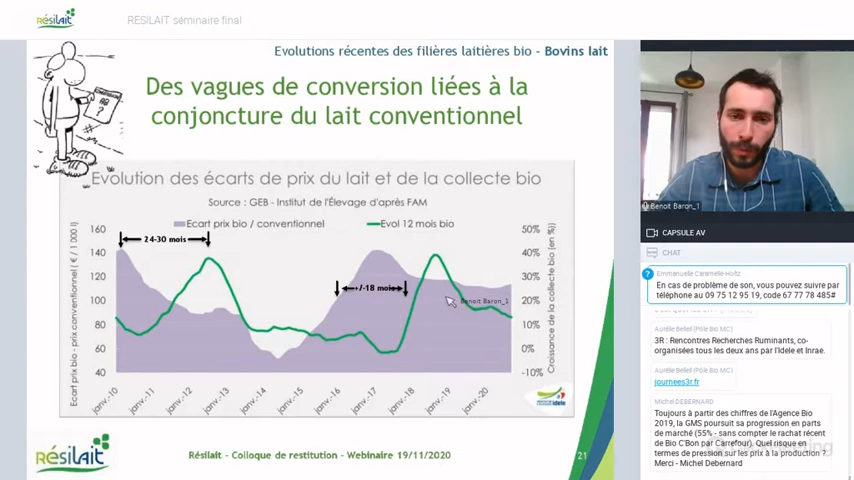 résilait
RESILAIT séminaire final
Evolutions récentes des filières laitières bio - Bovins lait
Des vagues de conversion liées à la
conjoncture du lait conventionnel
Evolution des écarts de prix du lait et de la collecte bio
Source : GEB - Institut de l'Élevage d'après FAM
Ecart prix bio / conventionnel
Evol 12 mois bio
Ecart prix bio - prix conventionnel ( € / 1 000 l)
160
140
120
100
80
60
40
24-30 mois
+/-18 mois
Benoit Baron_1
50%
40%
30%
20%
10%
0%
-10%
Croissance de la collecte bio (en %)
janv.-10
janv.-11
janv.-12
janv.-13
janv.-14
janv.-15
janv.-16
janv.-17
janv.-18
janv.-19
janv.-20
résilait
Résilait - Colloque de restitution - Webinaire 19/11/2020
21
Benoit Baron_1
CAPSULE AV
CHAT
Emmanuelle Caramelle-Holtz
En cas de problème de son, vous pouvez suivre par
téléphone au 09 75 12 95 19, code 67 77 78 485#
Aurélie Belleil (Pôle Bio MC)
3R : Rencontres Recherches Ruminants, co-
organisées tous les deux ans par l'Idele et Inrae.
Aurélie Belleil (Pôle Bio MC)
journees3r.fr
Michel DEBERNARD
Toujours à partir des chiffres de l'Agence Bio
2019, la GMS poursuit sa progression en parts
de marché (55% - sans compter le rachat récent
de Bio C'Bon par Carrefour). Quel risque en
termes de pression sur les prix à la production ?
Merci - Michel Debernard